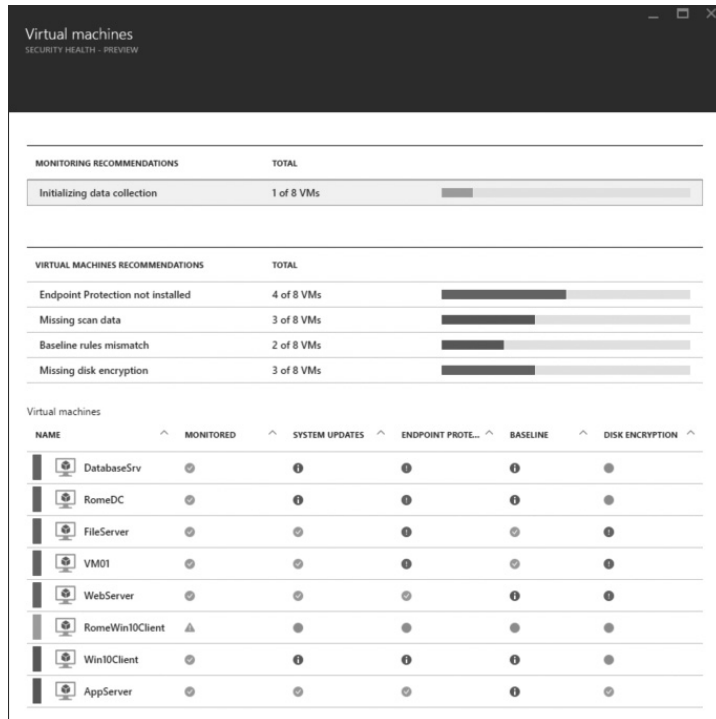 Virtual machines
SECURITY HEALTH - PREVIEW
MONITORING RECOMMENDATIONS TOTAL
Initializing data collection 1 of 8 VMs
VIRTUAL MACHINES RECOMMENDATIONS TOTAL
Endpoint Protection not installed 4 of 8 VMs
Missing scan data 3 of 8 VMs
Baseline rules mismatch 2 of 8 VMs
Missing disk encryption 3 of 8 VMs
Virtual machines
NAME MONITORED SYSTEM UPDATES ENDPOINT PROTE... BASELINE DISK ENCRYPTION
DatabaseSrv
RomeDC
FileServer
VM01
WebServer
RomeWin10Client
Win10Client
AppServer